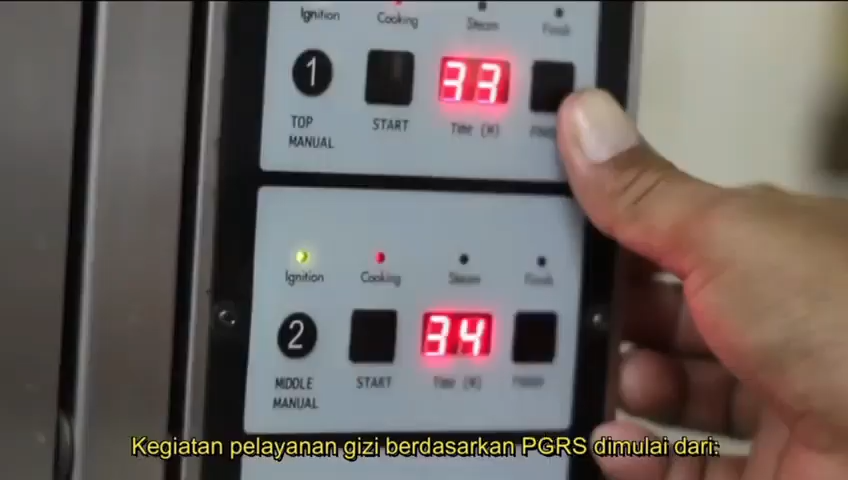 Ignition Cooking Steam Finish
1 33
TOP
MANUAL
START
Time (M)
Ignition Cooking Steam Finish
2 34
MIDDLE
MANUAL
START
Time (M)
Kegiatan pelayanan gizi berdasarkan PGRS dimulai dari: